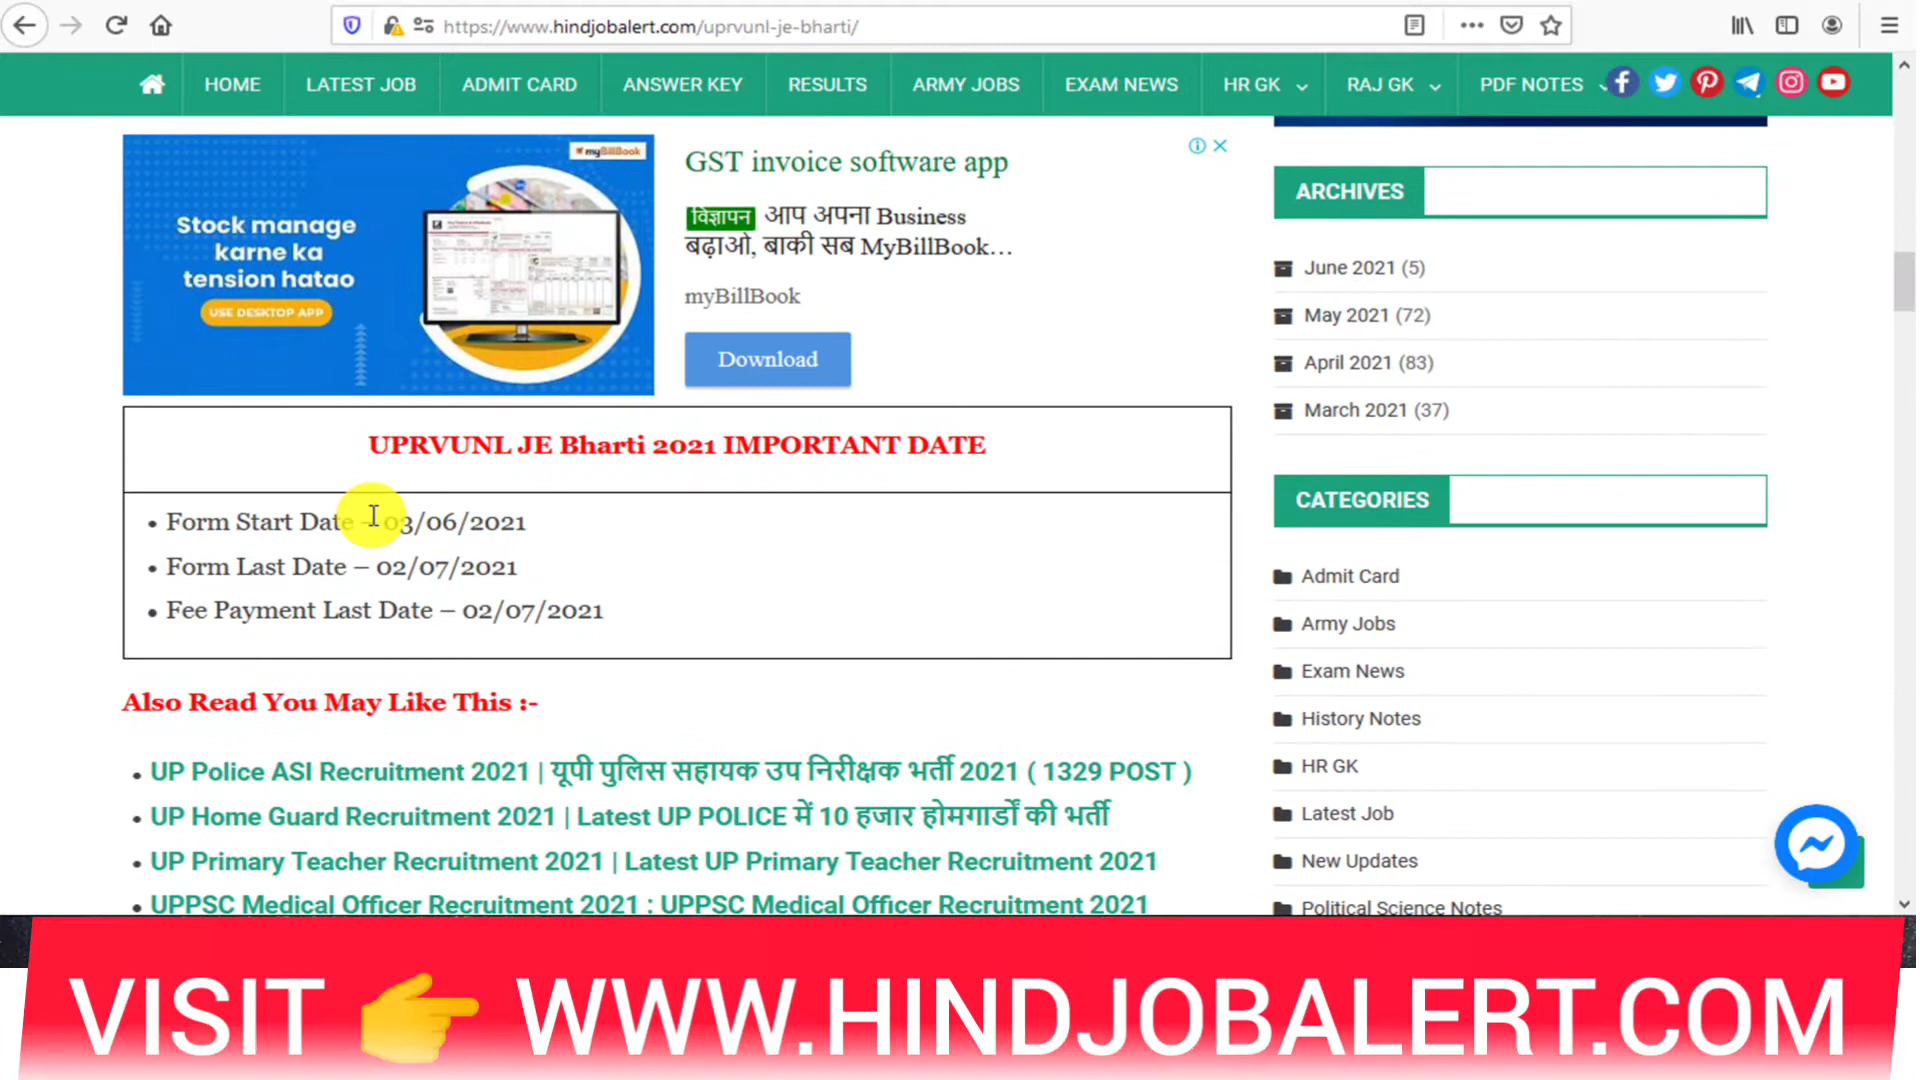 https://www.hindjobalert.com/uprvunl-je-bharti/
HOME LATEST JOB ADMIT CARD ANSWER KEY RESULTS ARMY JOBS EXAM NEWS HR GK RAJ GK PDF NOTES
myBillBook
Stock manage
karne ka
tension hatao
USE DESKTOP APP
GST invoice software app
विज्ञापन आप अपना Business
बढ़ाओ, बाकी सब MyBillBook...
myBillBook
Download
UPRVUNL JE Bharti 2021 IMPORTANT DATE
• Form Start Date – 03/06/2021
• Form Last Date – 02/07/2021
• Fee Payment Last Date – 02/07/2021
Also Read You May Like This :-
• UP Police ASI Recruitment 2021 | यूपी पुलिस सहायक उप निरीक्षक भर्ती 2021 ( 1329 POST )
• UP Home Guard Recruitment 2021 | Latest UP POLICE में 10 हजार होमगार्डों की भर्ती
• UP Primary Teacher Recruitment 2021 | Latest UP Primary Teacher Recruitment 2021
• UPPSC Medical Officer Recruitment 2021 : UPPSC Medical Officer Recruitment 2021
ARCHIVES
June 2021 (5)
May 2021 (72)
April 2021 (83)
March 2021 (37)
CATEGORIES
Admit Card
Army Jobs
Exam News
History Notes
HR GK
Latest Job
New Updates
Political Science Notes
VISIT 👉 WWW.HINDJOBALERT.COM